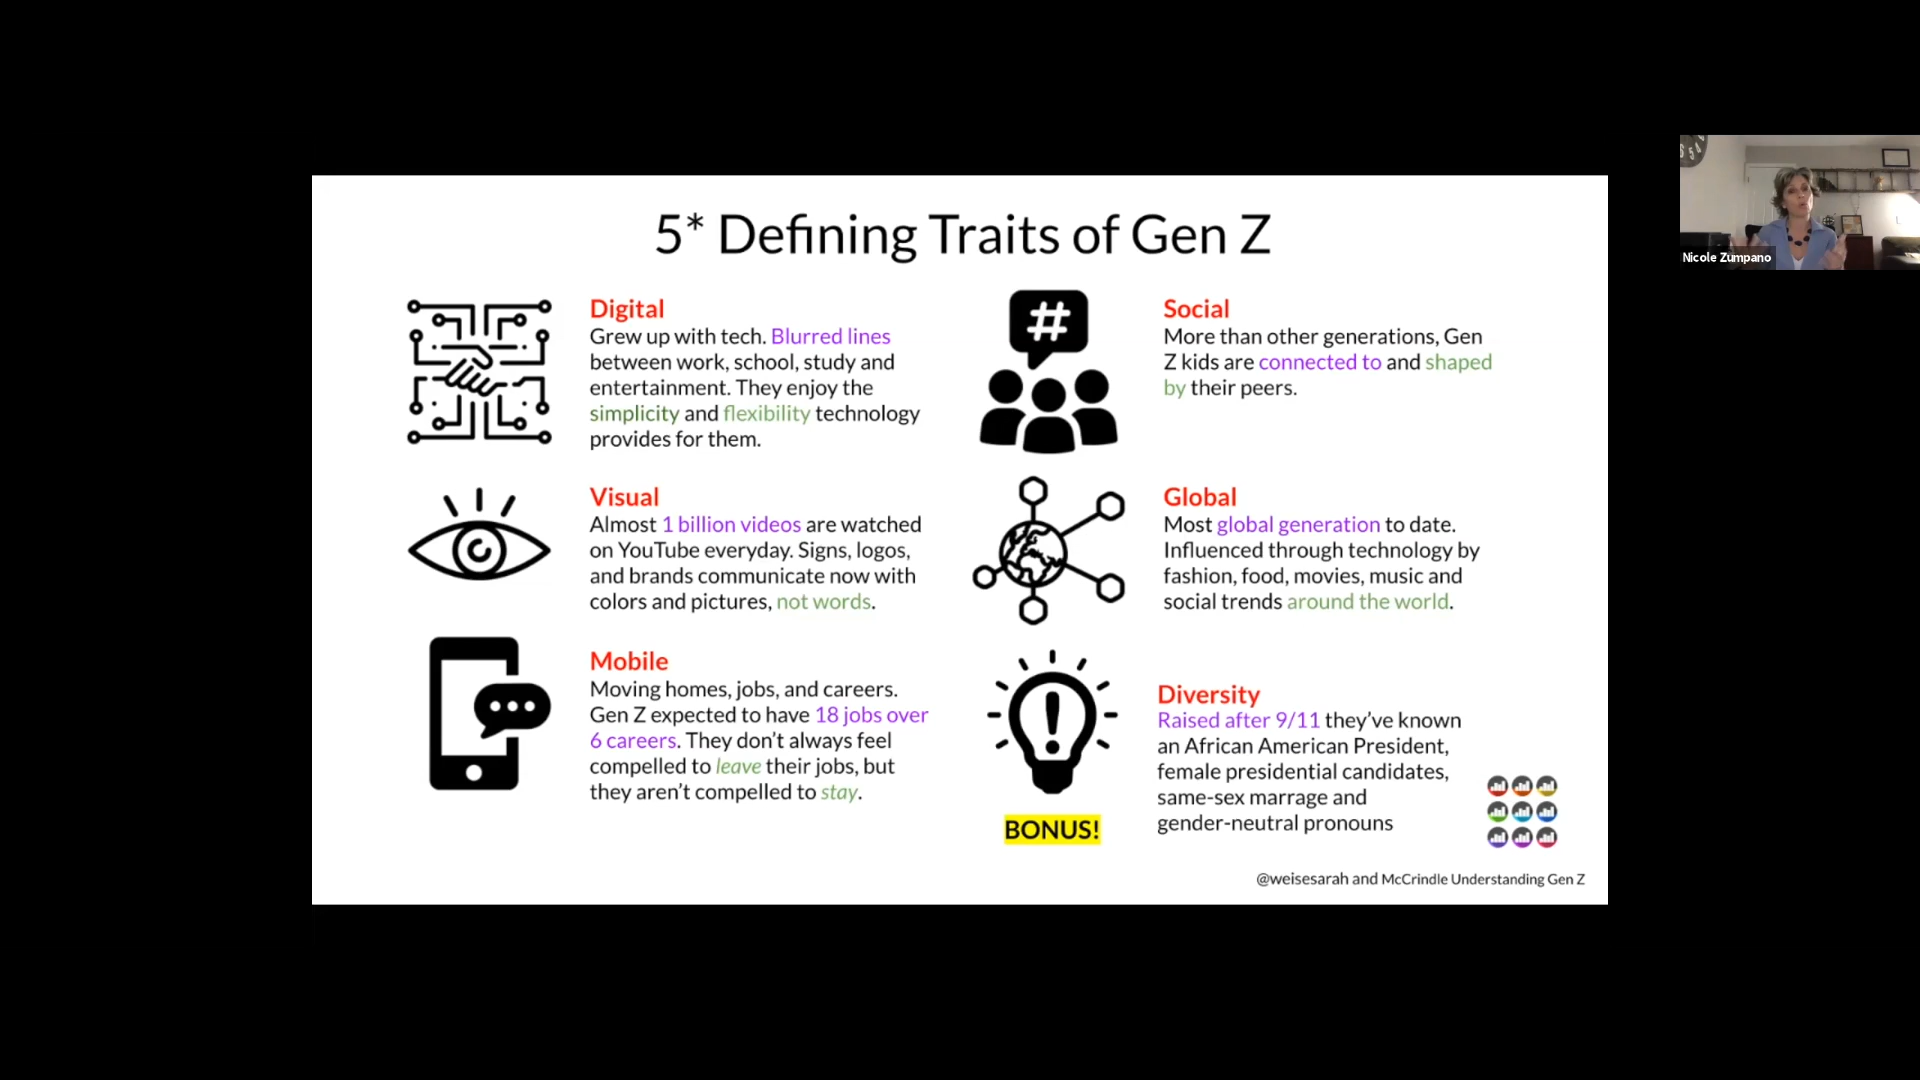 5* Defining Traits of Gen Z
Digital
Grew up with tech. Blurred lines
between work, school, study and
entertainment. They enjoy the
simplicity and flexibility technology
provides for them.
Visual
Almost 1 billion videos are watched
on YouTube everyday. Signs, logos,
and brands communicate now with
colors and pictures, not words.
Mobile
Moving homes, jobs, and careers.
Gen Z expected to have 18 jobs over
6 careers. They don't always feel
compelled to leave their jobs, but
they aren't compelled to stay.
#
Social
More than other generations, Gen
Z kids are connected to and shaped
by their peers.
Global
Most global generation to date.
Influenced through technology by
fashion, food, movies, music and
social trends around the world.
!
BONUS!
Diversity
Raised after 9/11 they've known
an African American President,
female presidential candidates,
same-sex marrage and
gender-neutral pronouns
@weisesarah and McCrindle Understanding Gen Z
Nicole Zumpano